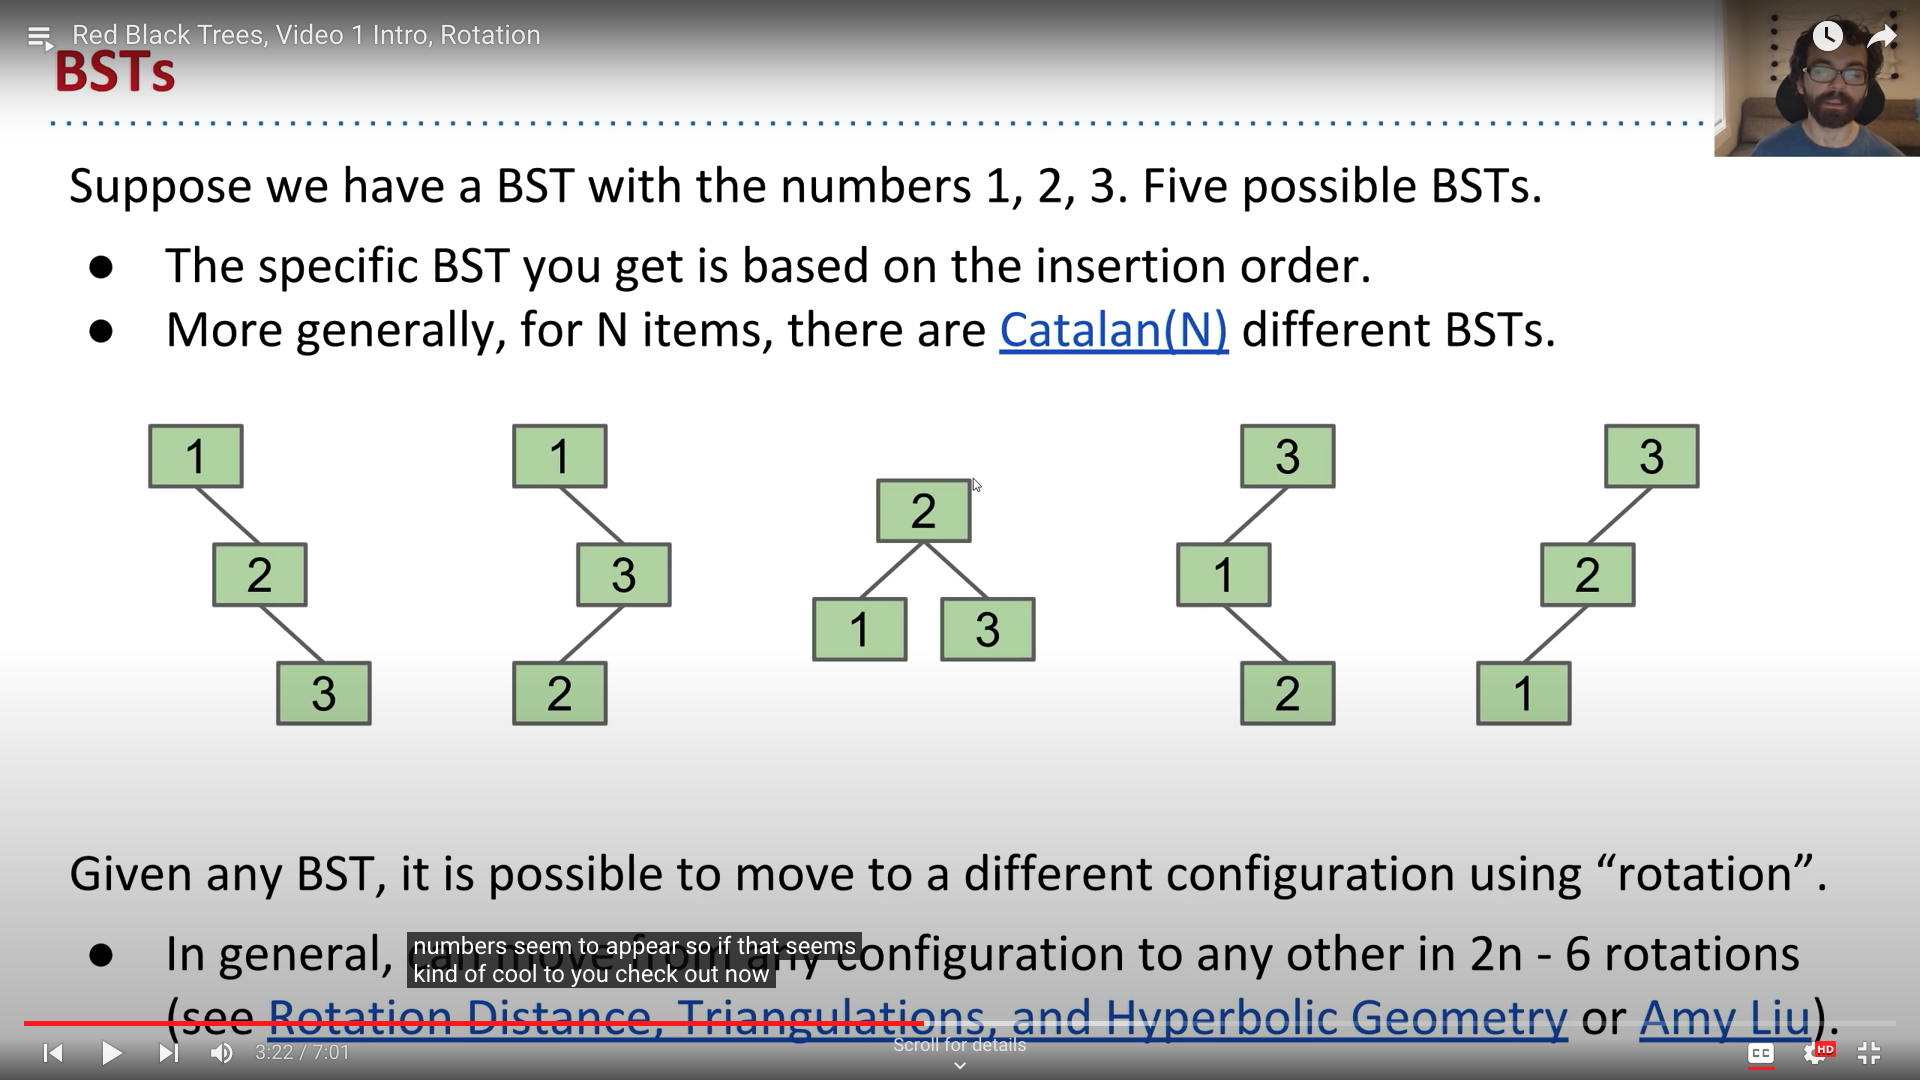 Red Black Trees, Video 1 Intro, Rotation
BSTs
Suppose we have a BST with the numbers 1, 2, 3. Five possible BSTs.
● The specific BST you get is based on the insertion order.
● More generally, for N items, there are Catalan(N) different BSTs.
1 1 3 3
2
2 3 1 2
1 3
3 2 2 1
Given any BST, it is possible to move to a different configuration using “rotation”.
● In general, can move from any configuration to any other in 2n - 6 rotations
numbers seem to appear so if that seems
kind of cool to you check out now
(see Rotation Distance, Triangulations, and Hyperbolic Geometry or Amy Liu).
3:22 / 7:01
Scroll for details
CC
HD